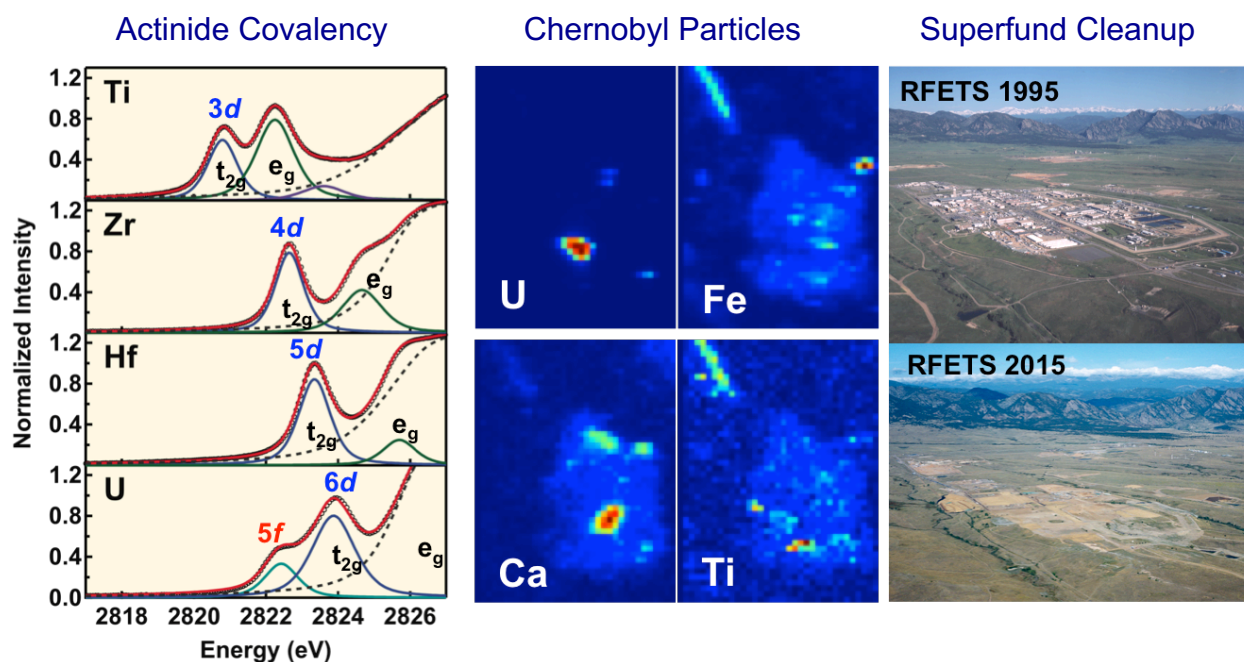 Actinide Covalency
Chernobyl Particles
Superfund Cleanup
Normalized Intensity
1.2
0.8
0.4
Ti
3d
t2g
eg
1.2
0.8
0.4
Zr
4d
t2g
eg
1.2
0.8
0.4
Hf
5d
t2g
eg
1.2
0.8
0.4
0.0
U
5f
6d
t2g
eg
2818 2820 2822 2824 2826
Energy (eV)
U
Fe
Ca
Ti
RFETS 1995
RFETS 2015